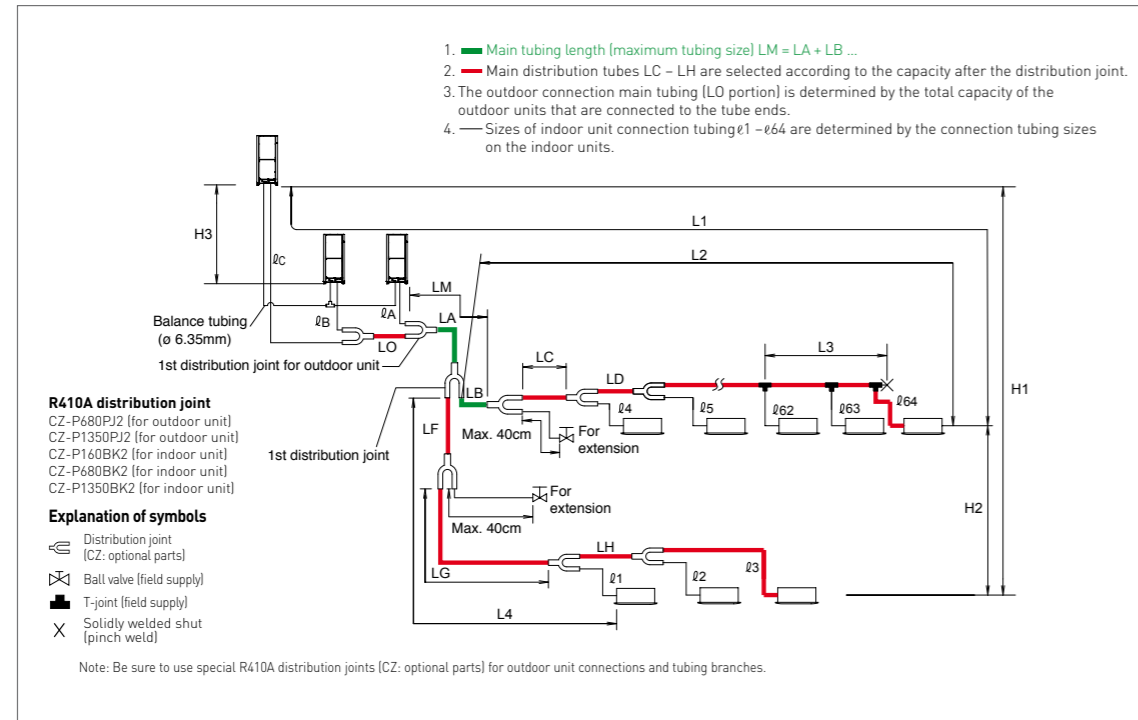 1. Main tubing length (maximum tubing size) LM = LA + LB ...
2. Main distribution tubes LC – LH are selected according to the capacity after the distribution joint.
3. The outdoor connection main tubing (LO portion) is determined by the total capacity of the
outdoor units that are connected to the tube ends.
4. Sizes of indoor unit connection tubing ℓ1 – ℓ64 are determined by the connection tubing sizes
on the indoor units.
L1
H3
L2
ℓC
LM
Balance tubing
(ø 6.35mm)
ℓB
ℓA
LA
LO
1st distribution joint for outdoor unit
LC
LD
L3
H1
LB
ℓ4
ℓ5
ℓ62
ℓ63
ℓ64
R410A distribution joint
CZ-P680PJ2 (for outdoor unit)
CZ-P1350PJ2 (for outdoor unit)
CZ-P160BK2 (for indoor unit)
CZ-P680BK2 (for indoor unit)
CZ-P1350BK2 (for indoor unit)
LF
Max. 40cm
For
extension
1st distribution joint
For
extension
Max. 40cm
H2
Explanation of symbols
Distribution joint
(CZ: optional parts)
Ball valve (field supply)
T-joint (field supply)
Solidly welded shut
(pinch weld)
LG
LH
ℓ1
ℓ2
ℓ3
L4
Note: Be sure to use special R410A distribution joints (CZ: optional parts) for outdoor unit connections and tubing branches.